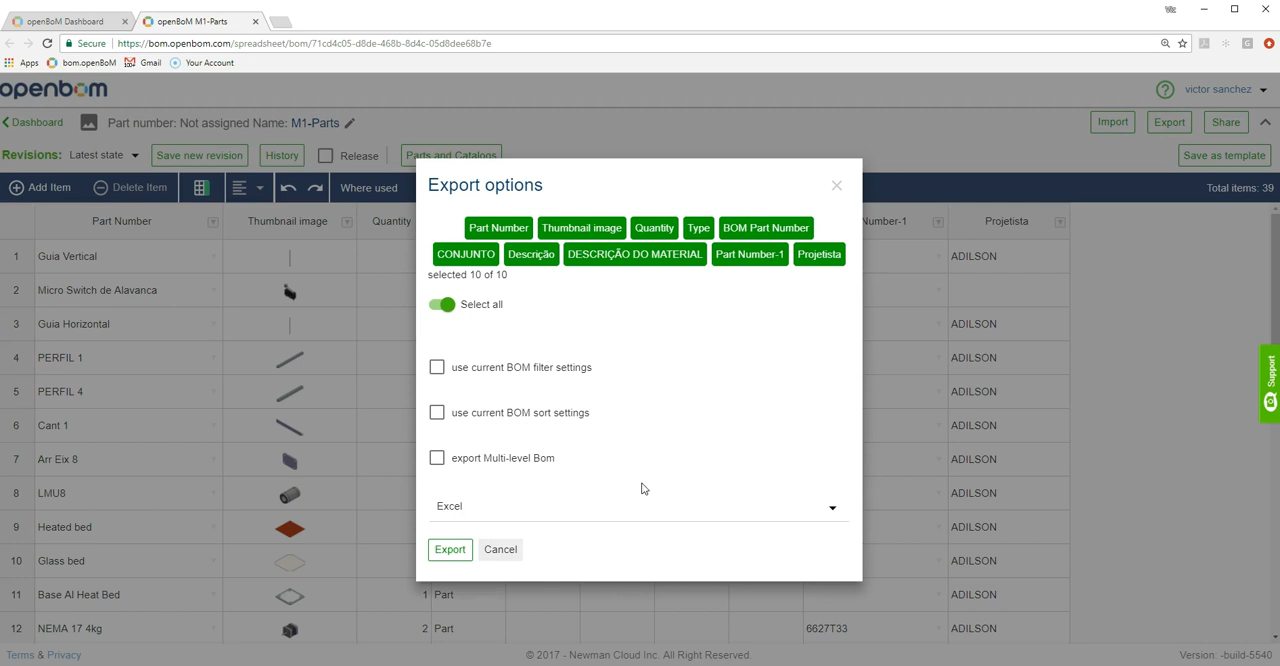 Viz
openBoM Dashboard
openBoM M1-Parts
Secure
https://bom.openbom.com/spreadsheet/bom/71cd4c05-d8de-468b-8d4c-05d8dee68b7e
Apps
bom.openboM
Gmail
Your Account
openbom
victor sanchez
Dashboard
Part number: Not assigned Name: M1-Parts
Import
Export
Share
Revisions:
Latest state
Save new revision
History
Release
Parts and Catalogs
Save as template
Add Item
Delete Item
Where used
Total items: 39
Part Number
Thumbnail image
Quantity
Number-1
Projetista
1 Guia Vertical ADILSON
2 Micro Switch de Alavanca
3 Guia Horizontal ADILSON
4 PERFIL 1 ADILSON
5 PERFIL 4 ADILSON
6 Cant 1 ADILSON
7 Arr Eix 8 ADILSON
8 LMU8 ADILSON
9 Heated bed ADILSON
10 Glass bed ADILSON
11 Base Al Heat Bed 1 Part ADILSON
12 NEMA 17 4kg 2 Part 6627T33 ADILSON
Export options
Part Number Thumbnail image Quantity Type BOM Part Number
CONJUNTO Descrição DESCRIÇÃO DO MATERIAL Part Number-1 Projetista
selected 10 of 10
Select all
use current BOM filter settings
use current BOM sort settings
export Multi-level Bom
Excel
Export
Cancel
Support
Terms & Privacy
© 2017 - Newman Cloud Inc. All Right Reserved.
Version: -build-5540